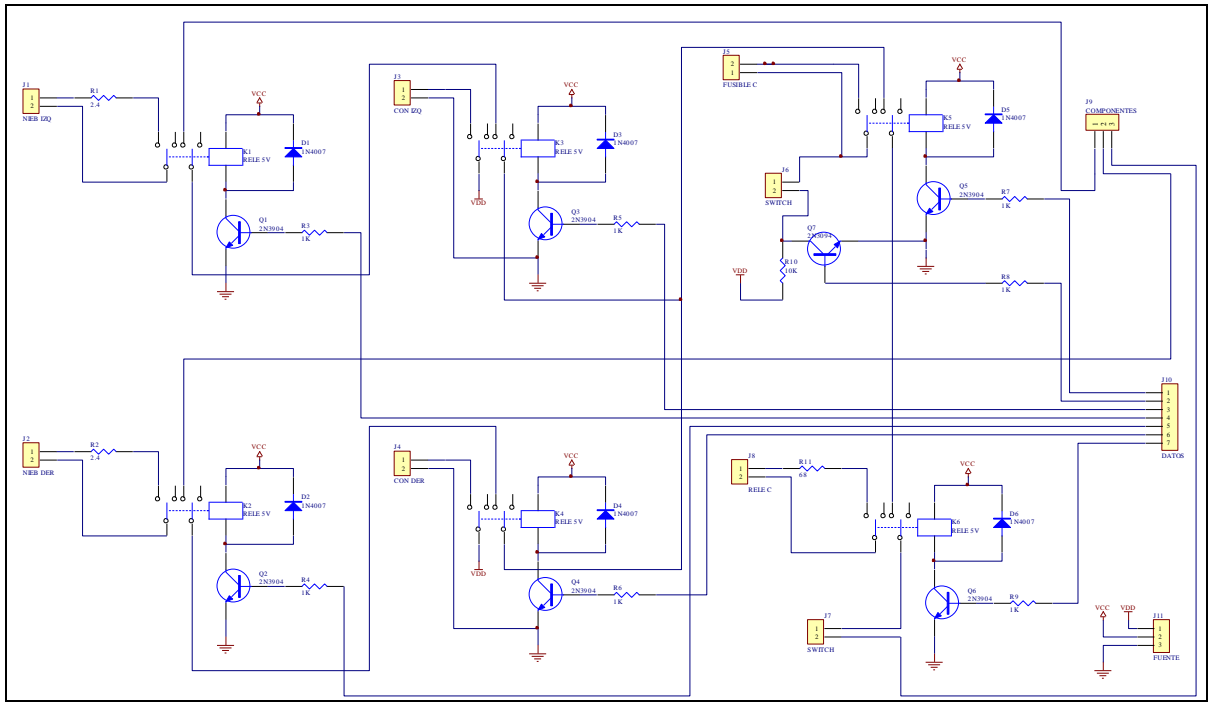 J1
1
2
NIEB IZQ
R1
2.4
VCC
K1
RELE 5V
D1
1N4007
Q1
2N3904
R3
1K
J3
1
2
CON IZQ
VCC
K3
RELE 5V
D3
1N4007
VDD
Q3
2N3904
R5
1K
J5
2
1
FUSIBLE C
VCC
K5
RELE 5V
D5
1N4007
J6
1
2
SWITCH
Q5
2N3904
R7
1K
Q7
2N3094
R10
10K
VDD
R8
1K
J9
COMPONENTES
1
2
3
J2
1
2
NIEB DER
R2
2.4
VCC
K2
RELE 5V
D2
1N4007
Q2
2N3904
R4
1K
J4
1
2
CON DER
VCC
K4
RELE 5V
D4
1N4007
VDD
Q4
2N3904
R6
1K
J8
1
2
RELE C
R11
68
VCC
K6
RELE 5V
D6
1N4007
Q6
2N3904
R9
1K
J7
1
2
SWITCH
J10
1
2
3
4
5
6
7
DATOS
VCC
VDD
J11
1
2
3
FUENTE